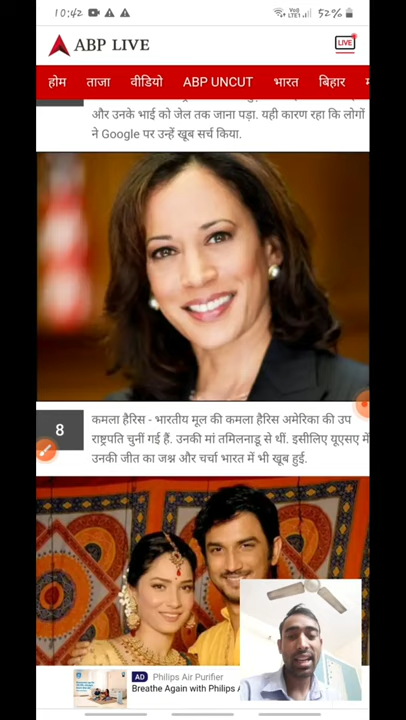 10:42 52%
ABP LIVE LIVE
होम ताजा वीडियो ABP UNCUT भारत बिहार
और उनके भाई को जेल तक जाना पड़ा. यही कारण रहा कि लोगों
ने Google पर उन्हें खूब सर्च किया.
8
कमला हैरिस - भारतीय मूल की कमला हैरिस अमेरिका की उप
राष्ट्रपति चुनीं गई हैं. उनकी मां तमिलनाडू से थीं. इसीलिए यूएसए में
उनकी जीत का जश्न और चर्चा भारत में भी खूब हुई.
AD Philips Air Purifier
Breathe Again with Philips